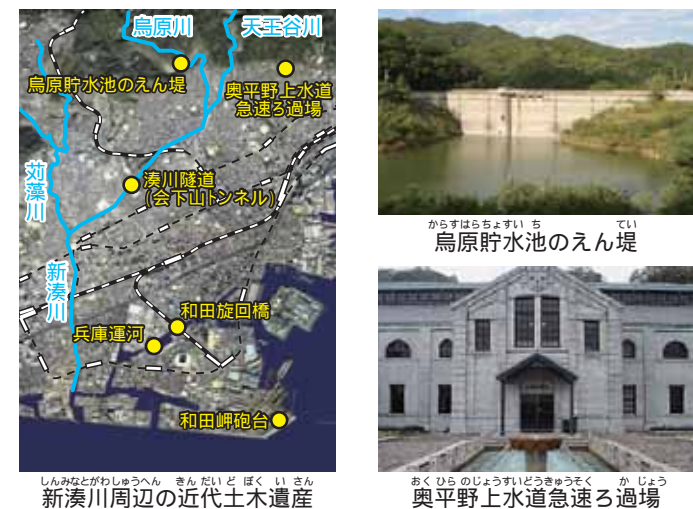 烏原川
天王谷川
烏原貯水池のえん堤
奥平野上水道
急速ろ過場
苅藻川
湊川隧道
(会下山トンネル)
新湊川
和田旋回橋
兵庫運河
和田岬砲台
しんみなとがわしゅうへん きんだいどぼくいさん
新湊川周辺の近代土木遺産
からすはらちょすいち てい
烏原貯水池のえん堤
おくひらのじょうすいどうきゅうそく かじょう
奥平野上水道急速ろ過場